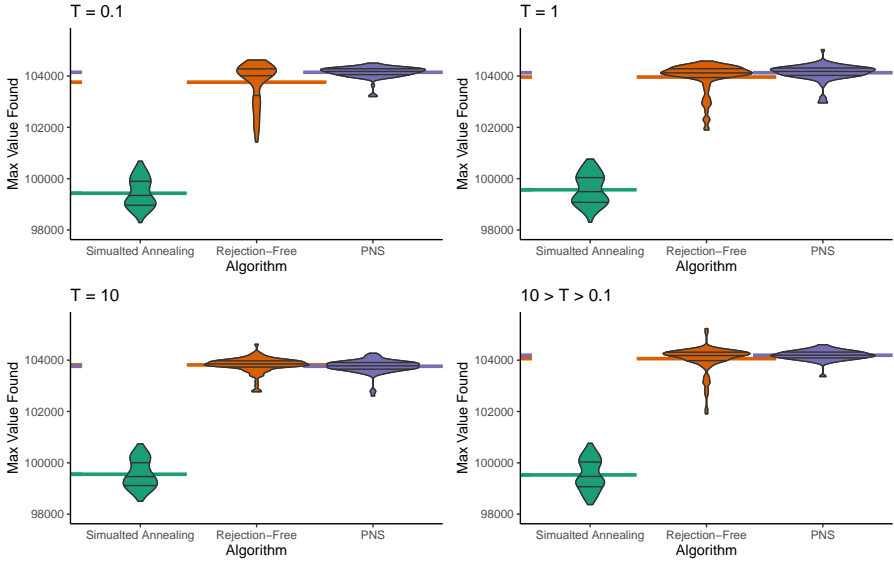 T = 0.1
Max Value Found
104000
102000
100000
98000
Simualted Annealing Rejection−Free PNS
Algorithm
T = 1
Max Value Found
104000
102000
100000
98000
Simualted Annealing Rejection−Free PNS
Algorithm
T = 10
Max Value Found
104000
102000
100000
98000
Simualted Annealing Rejection−Free PNS
Algorithm
10 > T > 0.1
Max Value Found
104000
102000
100000
98000
Simualted Annealing Rejection−Free PNS
Algorithm